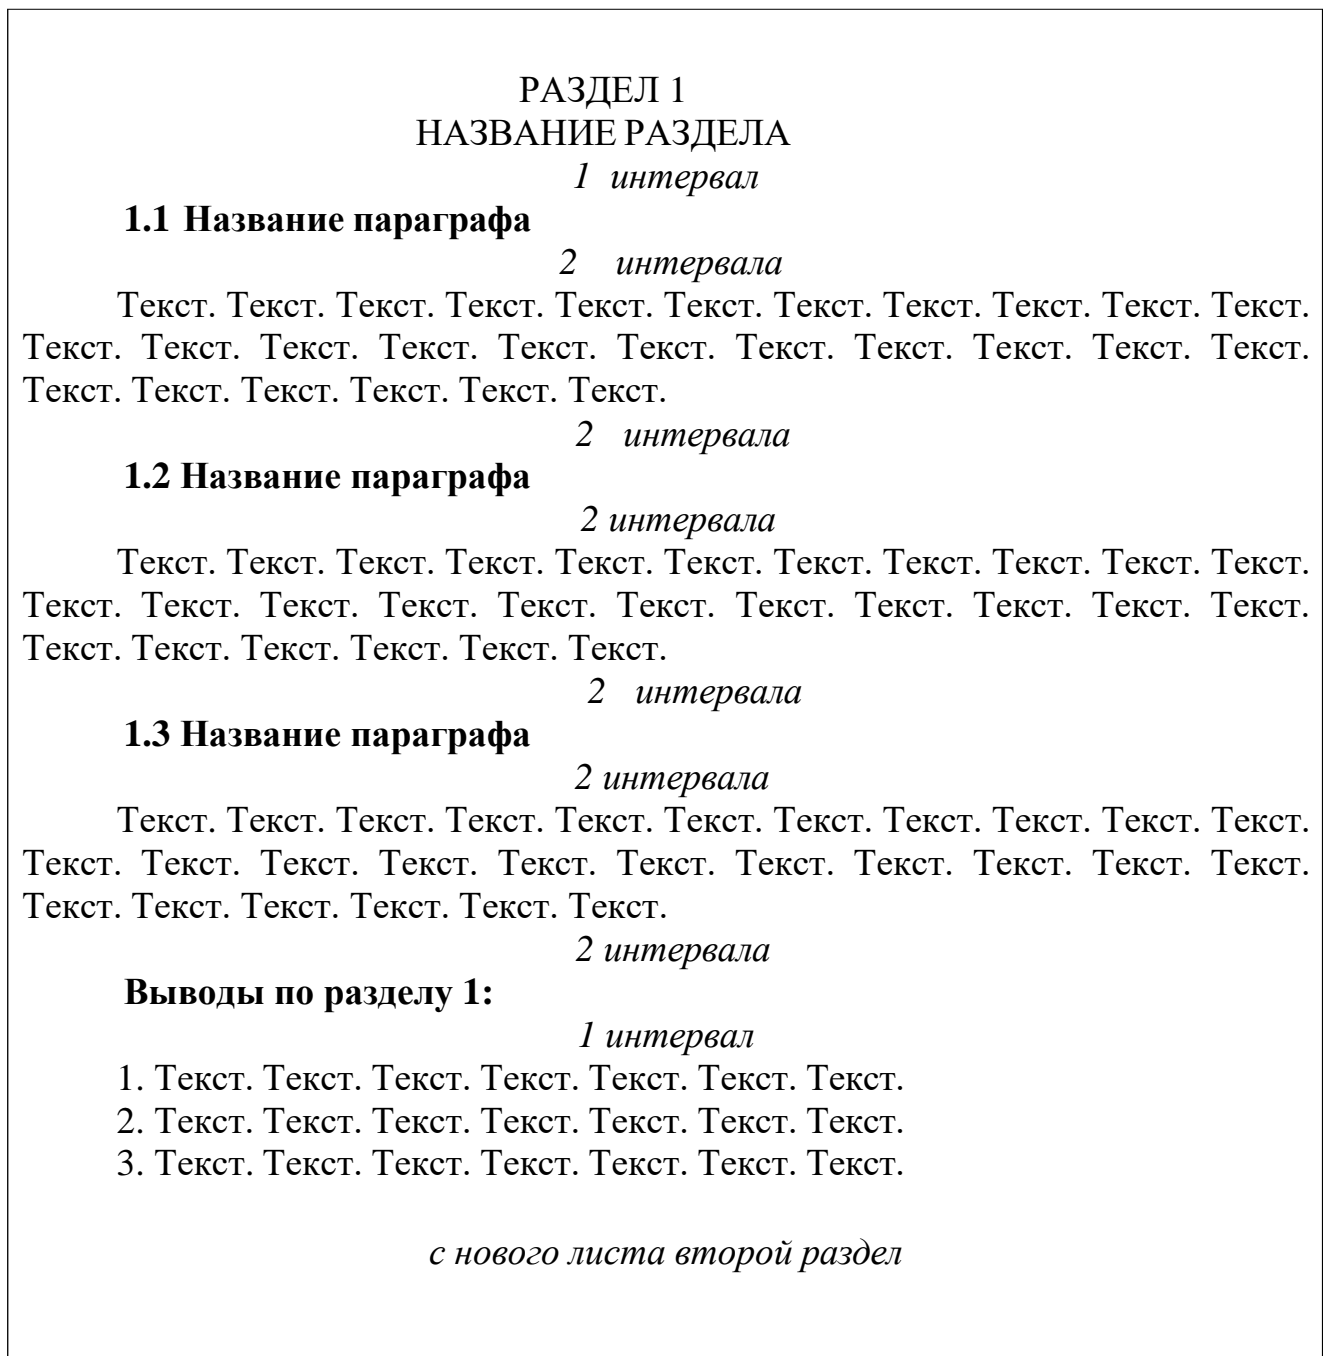 РАЗДЕЛ 1
НАЗВАНИЕ РАЗДЕЛА
1 интервал
1.1 Название параграфа
2 интервала
Текст. Текст. Текст. Текст. Текст. Текст. Текст. Текст. Текст. Текст. Текст.
Текст. Текст. Текст. Текст. Текст. Текст. Текст. Текст. Текст. Текст. Текст.
Текст. Текст. Текст. Текст. Текст. Текст.
2 интервала
1.2 Название параграфа
2 интервала
Текст. Текст. Текст. Текст. Текст. Текст. Текст. Текст. Текст. Текст. Текст.
Текст. Текст. Текст. Текст. Текст. Текст. Текст. Текст. Текст. Текст. Текст.
Текст. Текст. Текст. Текст. Текст. Текст.
2 интервала
1.3 Название параграфа
2 интервала
Текст. Текст. Текст. Текст. Текст. Текст. Текст. Текст. Текст. Текст. Текст.
Текст. Текст. Текст. Текст. Текст. Текст. Текст. Текст. Текст. Текст. Текст.
Текст. Текст. Текст. Текст. Текст. Текст.
2 интервала
Выводы по разделу 1:
1 интервал
1. Текст. Текст. Текст. Текст. Текст. Текст. Текст.
2. Текст. Текст. Текст. Текст. Текст. Текст. Текст.
3. Текст. Текст. Текст. Текст. Текст. Текст. Текст.
с нового листа второй раздел